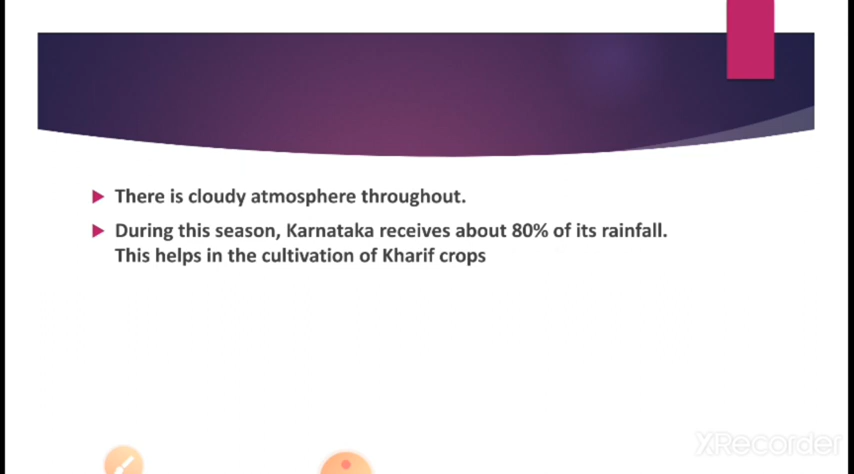 There is cloudy atmosphere throughout.
During this season, Karnataka receives about 80% of its rainfall.
This helps in the cultivation of Kharif crops
XRecorder